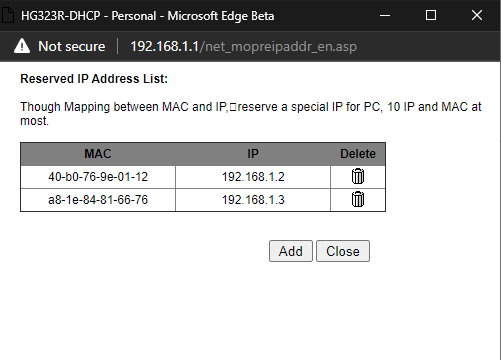 HG323R-DHCP - Personal - Microsoft Edge Beta
Not secure | 192.168.1.1/net_mopreipaddr_en.asp
Reserved IP Address List:
Though Mapping between MAC and IP,□reserve a special IP for PC, 10 IP and MAC at
most.
MAC IP Delete
40-b0-76-9e-01-12 192.168.1.2
a8-1e-84-81-66-76 192.168.1.3
Add Close